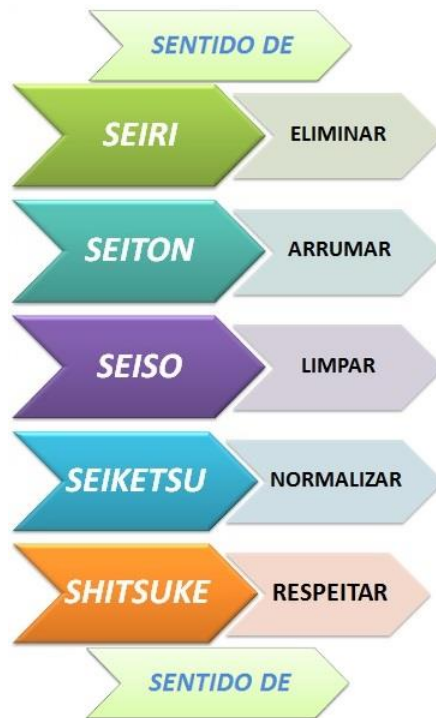 SENTIDO DE
SEIRI ELIMINAR
SEITON ARRUMAR
SEISO LIMPAR
SEIKETSU NORMALIZAR
SHITSUKE RESPEITAR
SENTIDO DE